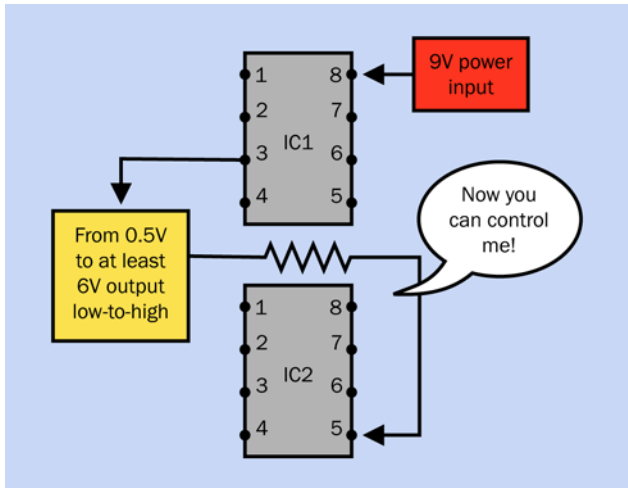 9V power
input
1
2
3
4
IC1
8
7
6
5
From 0.5V
to at least
6V output
low-to-high
Now you
can control
me!
1
2
3
4
IC2
8
7
6
5